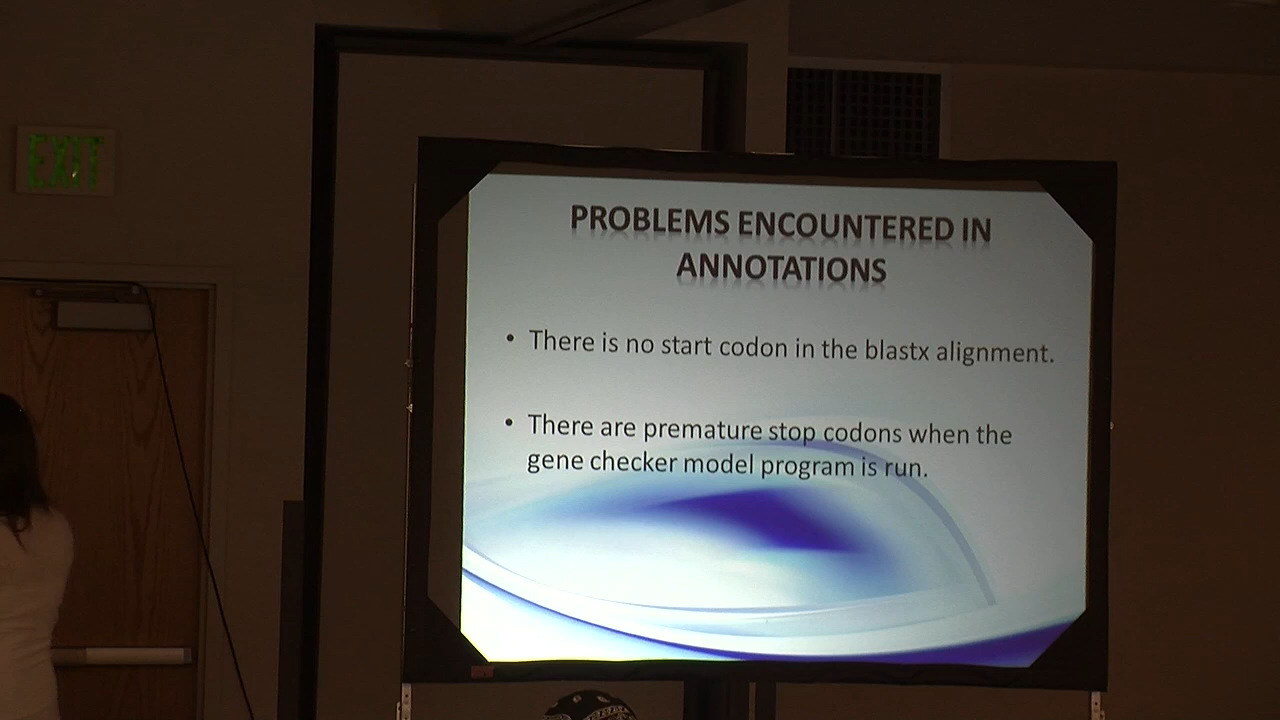 EXIT
PROBLEMS ENCOUNTERED IN
ANNOTATIONS
• There is no start codon in the blastx alignment.
• There are premature stop codons when the
gene checker model program is run.